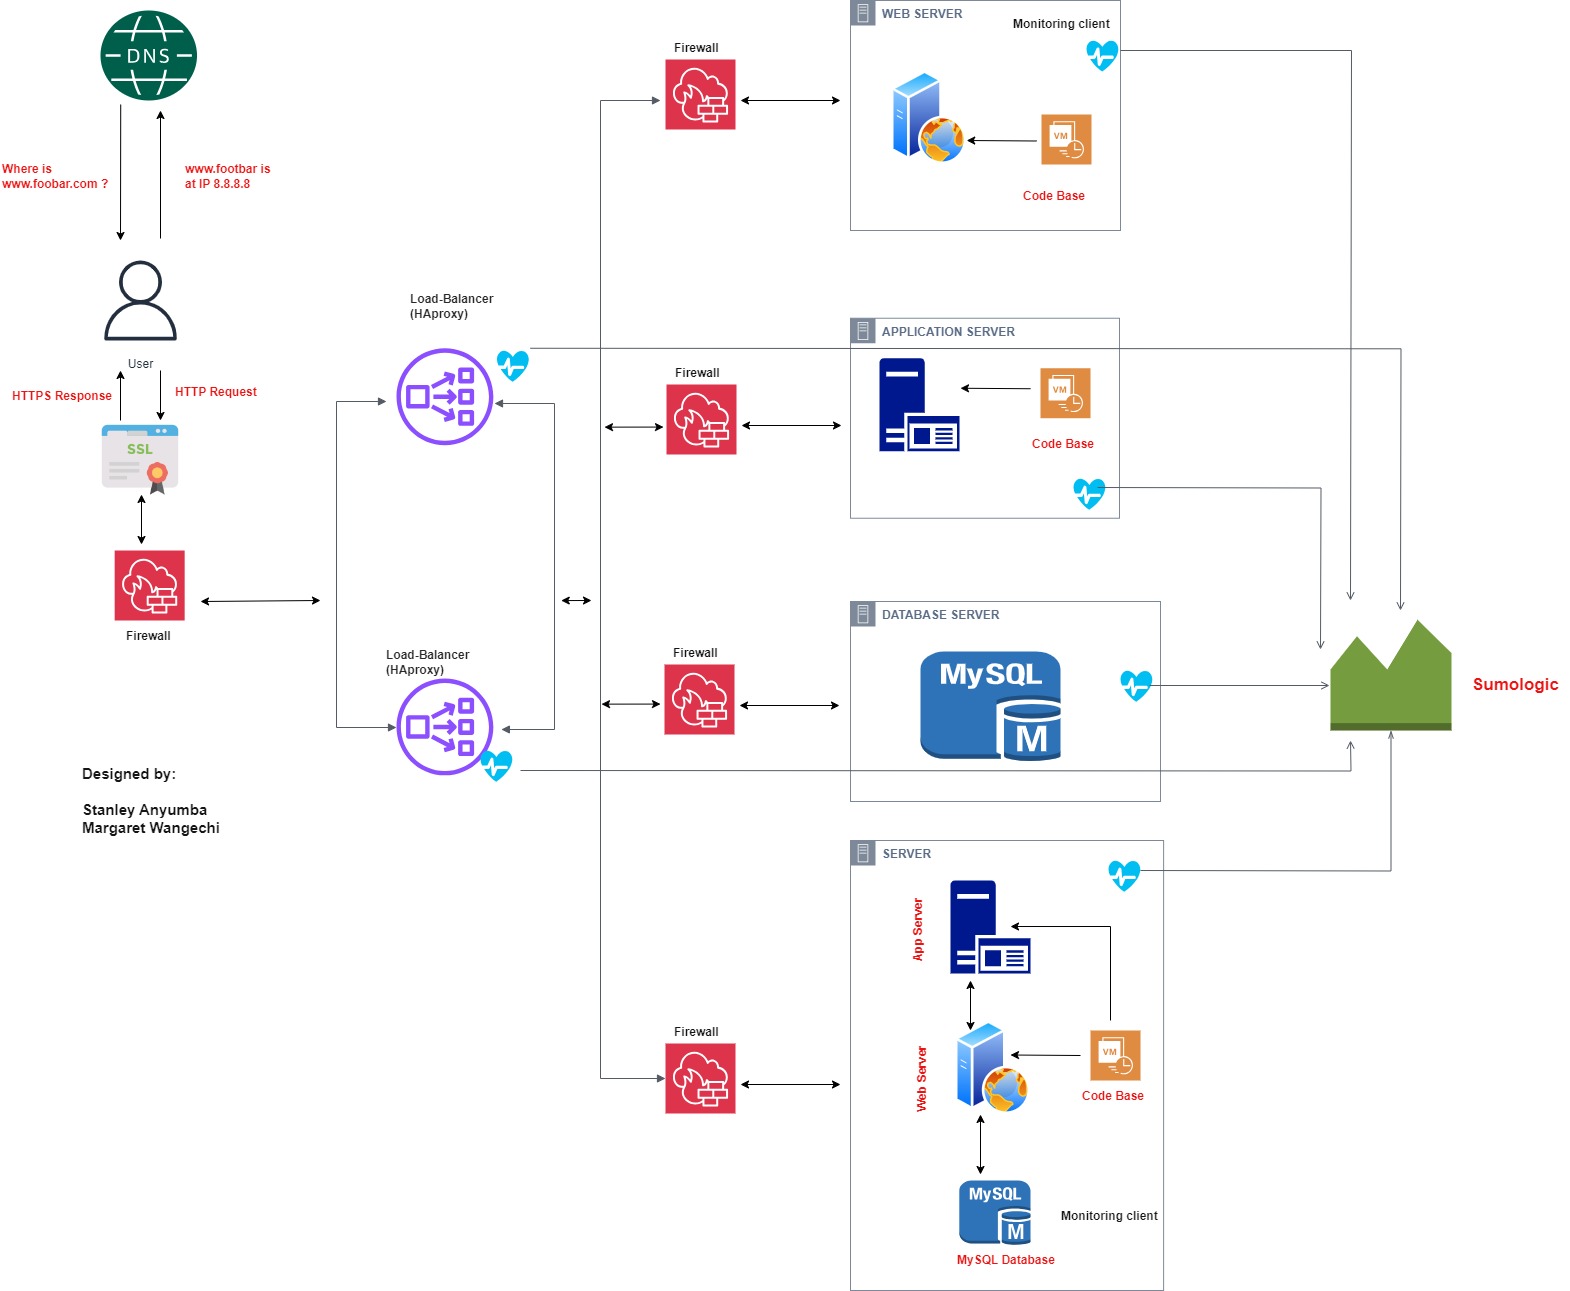 DNS
Where is
www.foobar.com ?
www.footbar is
at IP 8.8.8.8
User
HTTPS Response
HTTP Request
SSL
Firewall
Designed by:
Stanley Anyumba
Margaret Wangechi
Load-Balancer
(HAproxy)
Load-Balancer
(HAproxy)
Firewall
Firewall
Firewall
Firewall
WEB SERVER
Monitoring client
VM
Code Base
APPLICATION SERVER
VM
Code Base
DATABASE SERVER
MySQL
M
SERVER
App Server
Web Server
VM
Code Base
MySQL
M
Monitoring client
MySQL Database
Sumologic